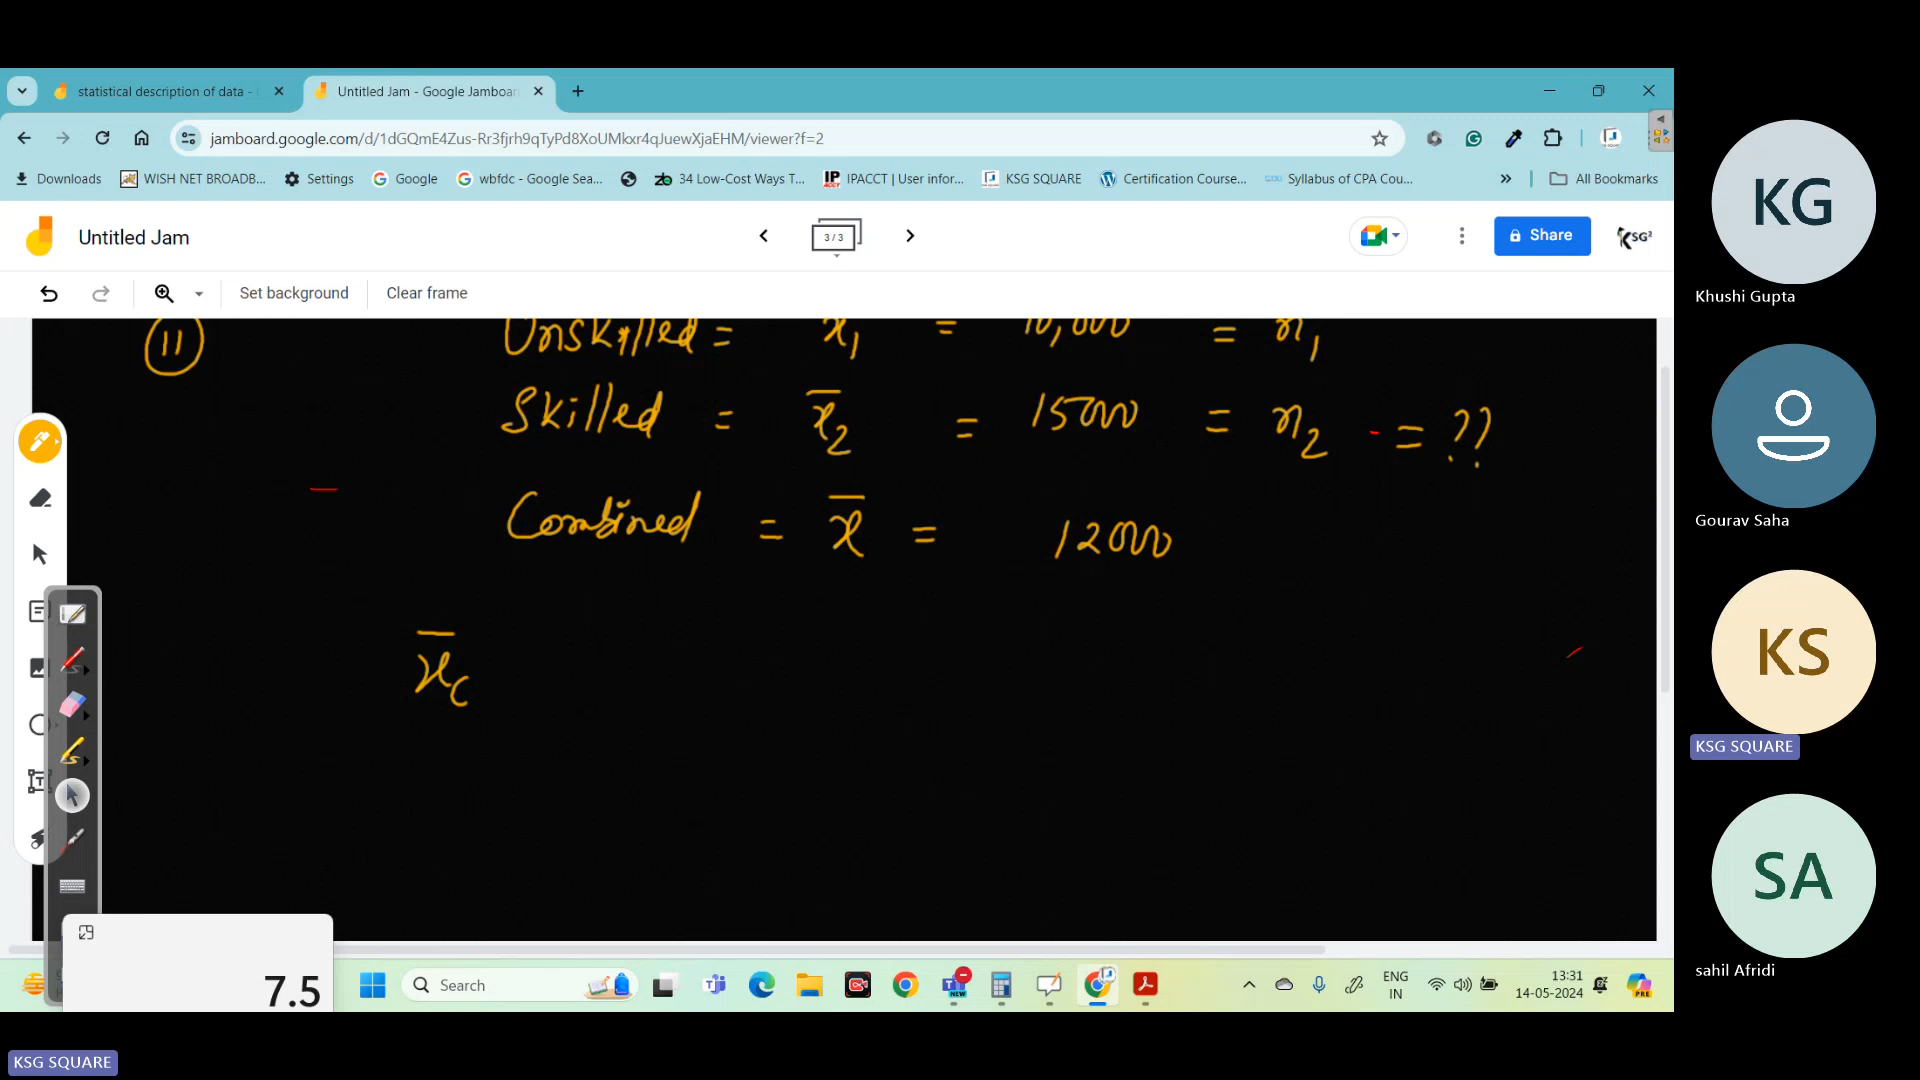 statistical description of data -
Untitled Jam - Google Jamboar
jamboard.google.com/d/1dGQmE4Zus-Rr3fjrh9qTyPd8XoUMkxr4qJuewXjaEHM/viewer?f=2
Downloads WISH NET BROADB... Settings Google wbfdc - Google Sea... 34 Low-Cost Ways T... IPACCT | User infor... KSG SQUARE Certification Course... Syllabus of CPA Cou... » All Bookmarks
Untitled Jam
3 / 3
Share
KSG²
Set background Clear frame
11
Unskilled = x̄1 = 10,000 = n1
Skilled = x̄2 = 15000 = n2 = ??
Combined = x̄ = 12000
x̄c
7.5
Search
ENG
IN
13:31
14-05-2024
KG
Khushi Gupta
Gourav Saha
KS
KSG SQUARE
SA
sahil Afridi
KSG SQUARE